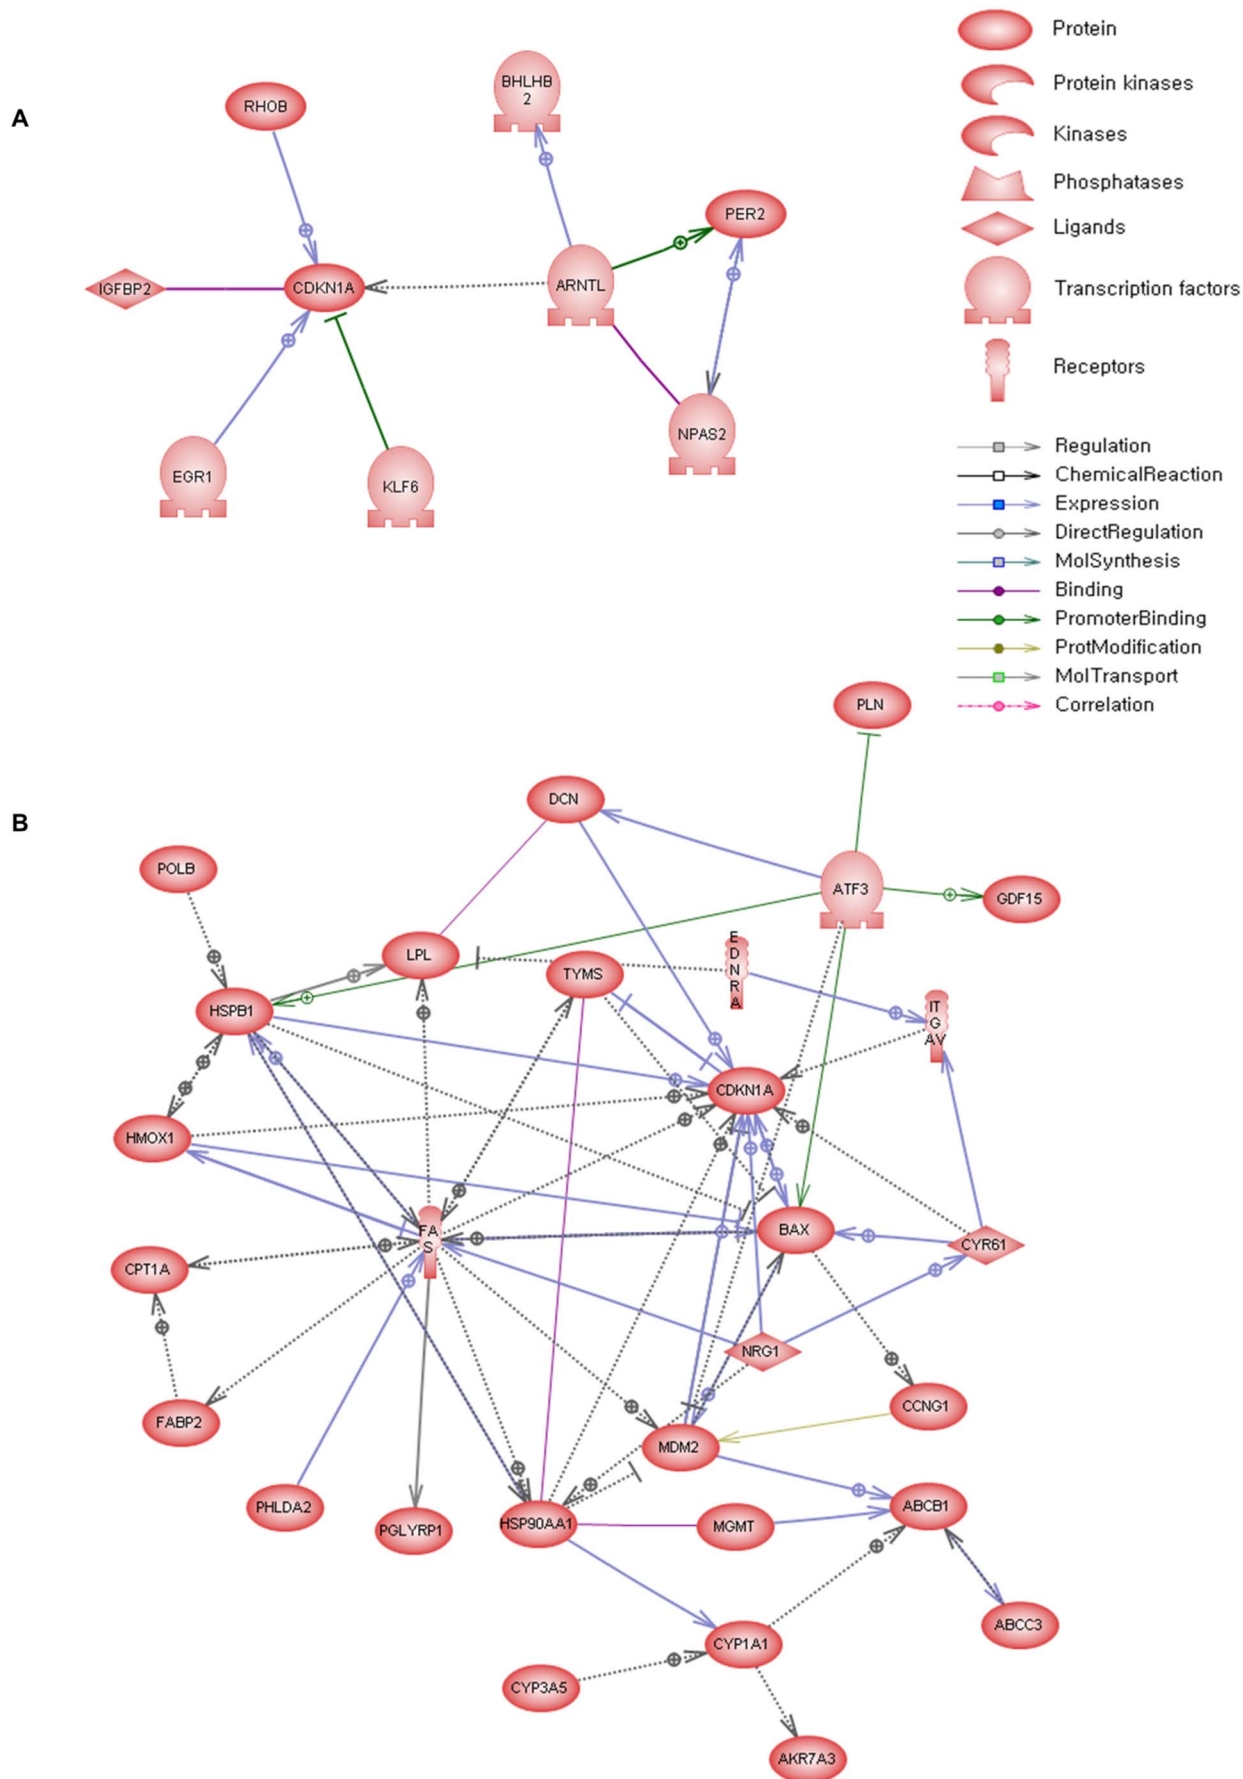 A
RHOB
BHLHB
2
PER2
IGFBP2
CDKN1A
ARNTL
EGR1
KLF6
NPAS2
Protein
Protein kinases
Kinases
Phosphatases
Ligands
Transcription factors
Receptors
Regulation
ChemicalReaction
Expression
DirectRegulation
MolSynthesis
Binding
PromoterBinding
ProtModification
MolTransport
Correlation
B
PLN
DCN
POLB
ATF3
GDF15
LPL
TYMS
E
D
N
R
A
HSPB1
IT
G
AV
CDKN1A
HMOX1
FA
S
BAX
CYR61
CPT1A
NRG1
FABP2
CCNG1
MDM2
PHLDA2
PGLYRP1
HSP90AA1
MGMT
ABCB1
ABCC3
CYP1A1
CYP3A5
AKR7A3